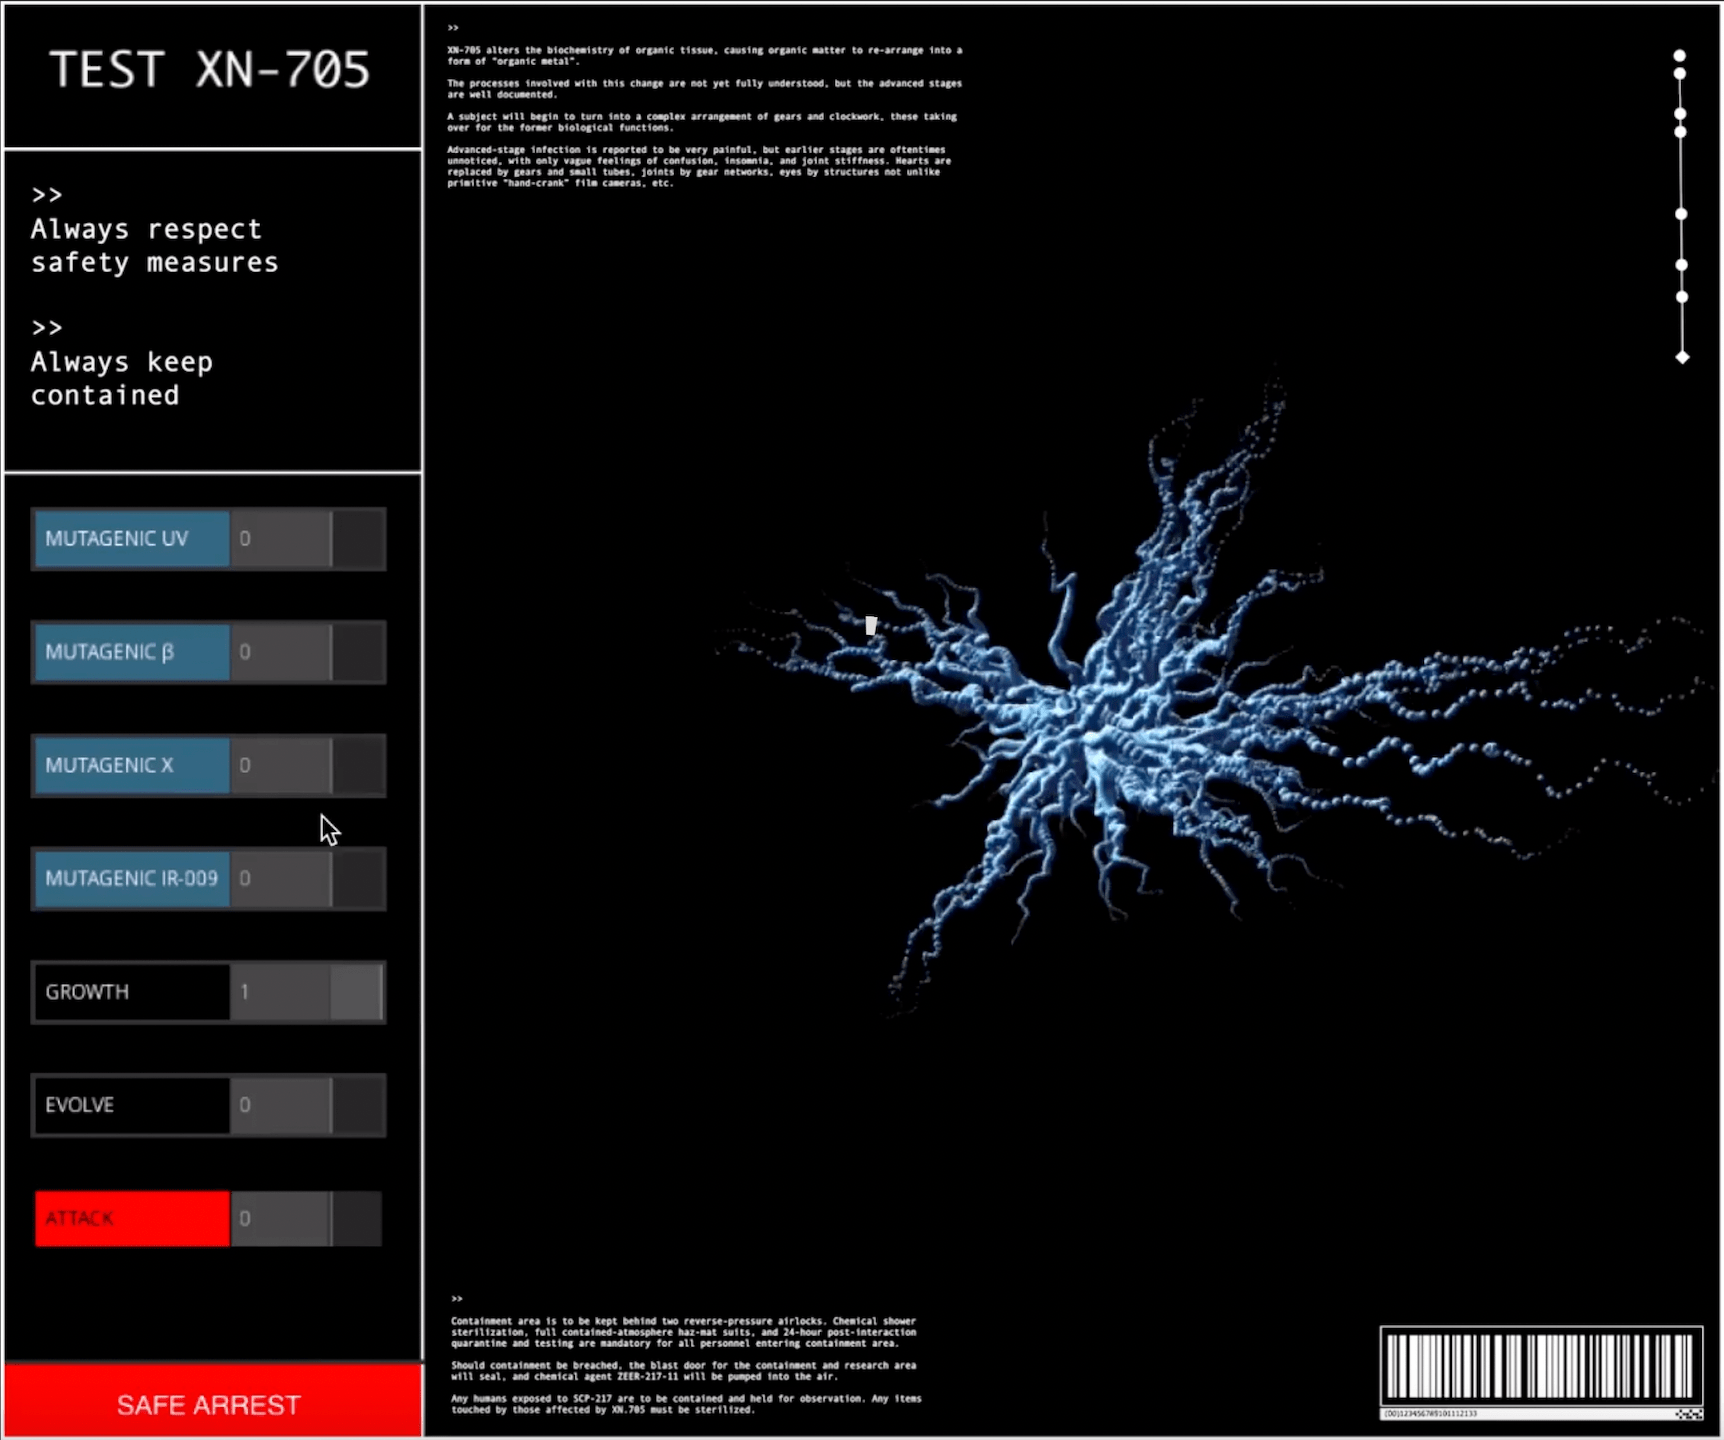 TEST XN-705
>>
Always respect
safety measures
>>
Always keep
contained
MUTAGENIC UV 0
MUTAGENIC β 0
MUTAGENIC X 0
MUTAGENIC IR-009 0
GROWTH 1
EVOLVE 0
ATTACK 0
SAFE ARREST
>>
XN-705 alters the biochemistry of organic tissue, causing organic matter to re-arrange into a
form of "organic metal".
The processes involved with this change are not yet fully understood, but the advanced stages
are well documented.
A subject will begin to turn into a complex arrangement of gears and clockwork, these taking
over for the former biological functions.
Advanced-stage infection is reported to be very painful, but earlier stages are oftentimes
unnoticed, with only vague feelings of confusion, insomnia, and joint stiffness. Hearts are
replaced by gears and small tubes, joints by gear networks, eyes by structures not unlike
primitive "hand-crank" film cameras, etc.
>>
Containment area is to be kept behind two reverse-pressure airlocks. Chemical shower
sterilization, full contained-atmosphere haz-mat suits, and 24-hour post-interaction
quarantine and testing are mandatory for all personnel entering containment area.
Should containment be breached, the blast door for the containment and research area
will seal, and chemical agent ZEER-217-11 will be pumped into the air.
Any humans exposed to SCP-217 are to be contained and held for observation. Any items
touched by those affected by XN.705 must be sterilized.